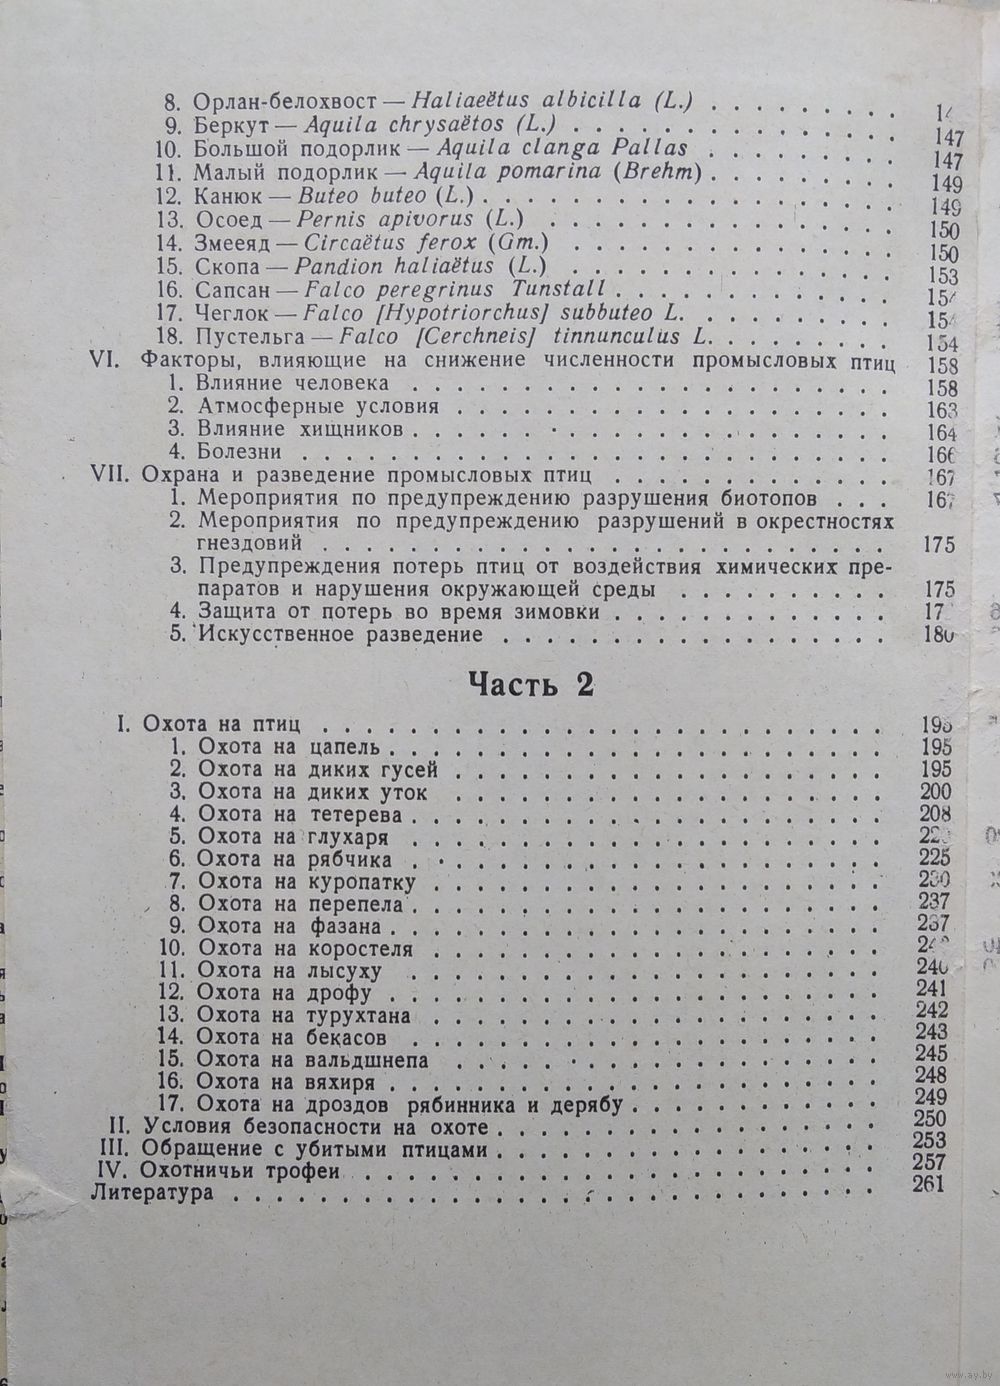 8. Орлан-белохвост — Haliaeëtus albicilla (L.) . . . . . . . . .
9. Беркут — Aquila chrysaëtos (L.) . . . . . . . . . . . . . . . 147
10. Большой подорлик — Aquila clanga Pallas . . . . . . . . . 147
11. Малый подорлик — Aquila pomarina (Brehm) . . . . . . . . . 149
12. Канюк — Buteo buteo (L.) . . . . . . . . . . . . . . . . . . . 149
13. Осоед — Pernis apivorus (L.) . . . . . . . . . . . . . . . . 150
14. Змееяд — Circaëtus ferox (Gm.) . . . . . . . . . . . . . . . 150
15. Скопа — Pandion haliaëtus (L.) . . . . . . . . . . . . . . . 153
16. Сапсан — Falco peregrinus Tunstall . . . . . . . . . . . . .
17. Чеглок — Falco [Hypotriorchus] subbuteo L. . . . . . . . . .
18. Пустельга — Falco [Cerchneis] tinnunculus L. . . . . . . . . 154
VI. Факторы, влияющие на снижение численности промысловых птиц 158
1. Влияние человека . . . . . . . . . . . . . . . . . . . . . . 158
2. Атмосферные условия . . . . . . . . . . . . . . . . . . . . 163
3. Влияние хищников . . . . . . . . . . . . . . . . . . . . . . 164
4. Болезни . . . . . . . . . . . . . . . . . . . . . . . . . . . 166
VII. Охрана и разведение промысловых птиц . . . . . . . . . . . . . 167
1. Мероприятия по предупреждению разрушения биотопов . . . 167
2. Мероприятия по предупреждению разрушений в окрестностях
гнездовий . . . . . . . . . . . . . . . . . . . . . . . . . . 175
3. Предупреждения потерь птиц от воздействия химических пре-
паратов и нарушения окружающей среды . . . . . . . . . . 175
4. Защита от потерь во время зимовки . . . . . . . . . . . . .
5. Искусственное разведение . . . . . . . . . . . . . . . . . . 180
Часть 2
I. Охота на птиц . . . . . . . . . . . . . . . . . . . . . . . . . . 195
1. Охота на цапель . . . . . . . . . . . . . . . . . . . . . . . 195
2. Охота на диких гусей . . . . . . . . . . . . . . . . . . . . 195
3. Охота на диких уток . . . . . . . . . . . . . . . . . . . . 200
4. Охота на тетерева . . . . . . . . . . . . . . . . . . . . . . 208
5. Охота на глухаря . . . . . . . . . . . . . . . . . . . . . .
6. Охота на рябчика . . . . . . . . . . . . . . . . . . . . . . 225
7. Охота на куропатку . . . . . . . . . . . . . . . . . . . . . 230
8. Охота на перепела . . . . . . . . . . . . . . . . . . . . . . 237
9. Охота на фазана . . . . . . . . . . . . . . . . . . . . . . . 237
10. Охота на коростеля . . . . . . . . . . . . . . . . . . . . .
11. Охота на лысуху . . . . . . . . . . . . . . . . . . . . . . 240
12. Охота на дрофу . . . . . . . . . . . . . . . . . . . . . . . 241
13. Охота на турухтана . . . . . . . . . . . . . . . . . . . . . 242
14. Охота на бекасов . . . . . . . . . . . . . . . . . . . . . . 243
15. Охота на вальдшнепа . . . . . . . . . . . . . . . . . . . . 245
16. Охота на вяхиря . . . . . . . . . . . . . . . . . . . . . . . 248
17. Охота на дроздов рябинника и дерябу . . . . . . . . . . . . 249
II. Условия безопасности на охоте . . . . . . . . . . . . . . . . . . 250
III. Обращение с убитыми птицами . . . . . . . . . . . . . . . . . . 253
IV. Охотничьи трофеи . . . . . . . . . . . . . . . . . . . . . . . . 257
Литература . . . . . . . . . . . . . . . . . . . . . . . . . . . . . . 261
www.ay.by